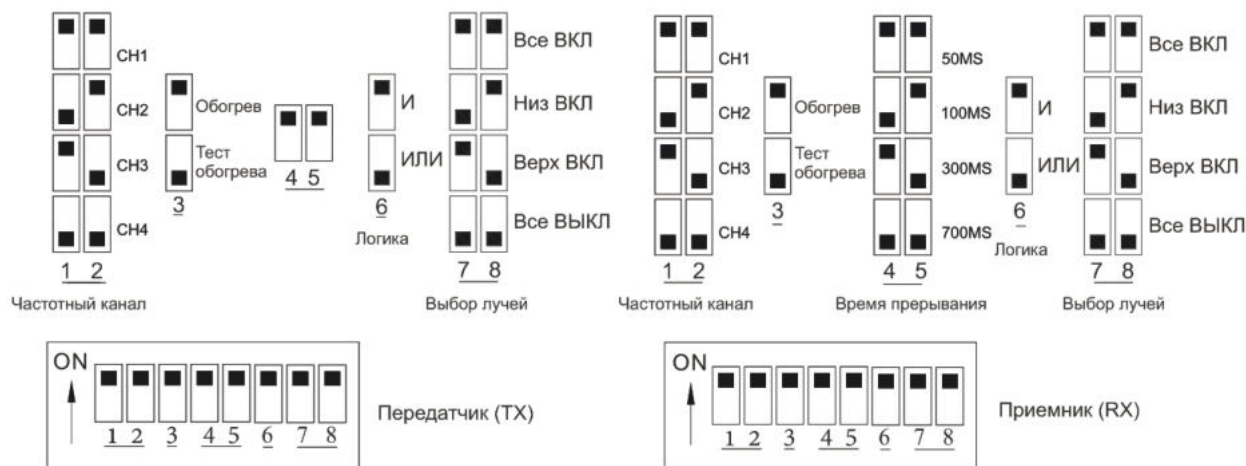 CH1
CH2
CH3
CH4
1 2
Частотный канал
Обогрев
Тест
обогрева
3
4 5
И
ИЛИ
6
Логика
Все ВКЛ
Низ ВКЛ
Верх ВКЛ
Все ВЫКЛ
7 8
Выбор лучей
CH1
CH2
CH3
CH4
1 2
Частотный канал
Обогрев
Тест
обогрева
3
50MS
100MS
300MS
700MS
4 5
Время прерывания
И
ИЛИ
6
Логика
Все ВКЛ
Низ ВКЛ
Верх ВКЛ
Все ВЫКЛ
7 8
Выбор лучей
ON
1 2 3 4 5 6 7 8
Передатчик (TX)
ON
1 2 3 4 5 6 7 8
Приемник (RX)